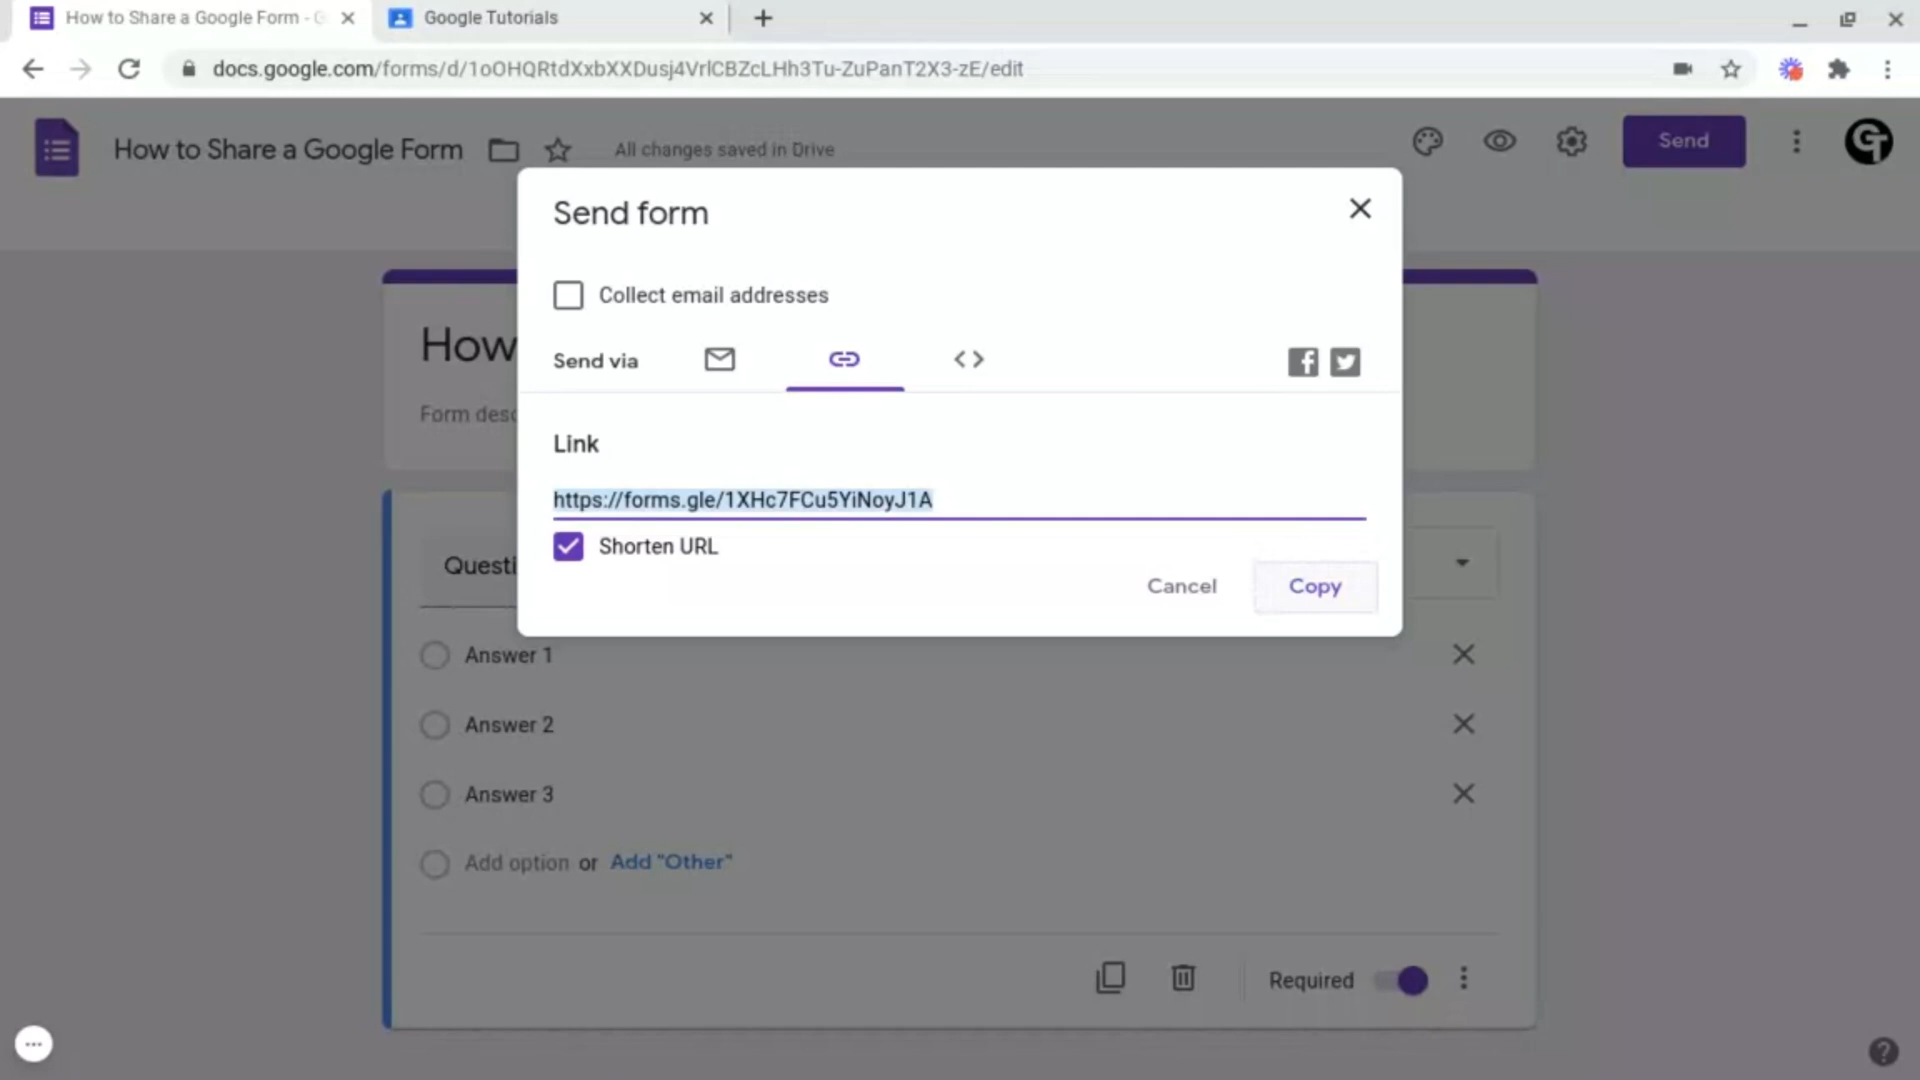 How to Share a Google Form - G
Google Tutorials
docs.google.com/forms/d/1oOHQRtdXxbXXDusj4VrlCBZcLHh3Tu-ZuPanT2X3-zE/edit
How to Share a Google Form
All changes saved in Drive
Send
GT
Send form
Collect email addresses
Send via
How
Form desc
Link
https://forms.gle/1XHc7FCu5YiNoyJ1A
Shorten URL
Questi
Cancel
Copy
Answer 1
Answer 2
Answer 3
Add option or Add "Other"
Required